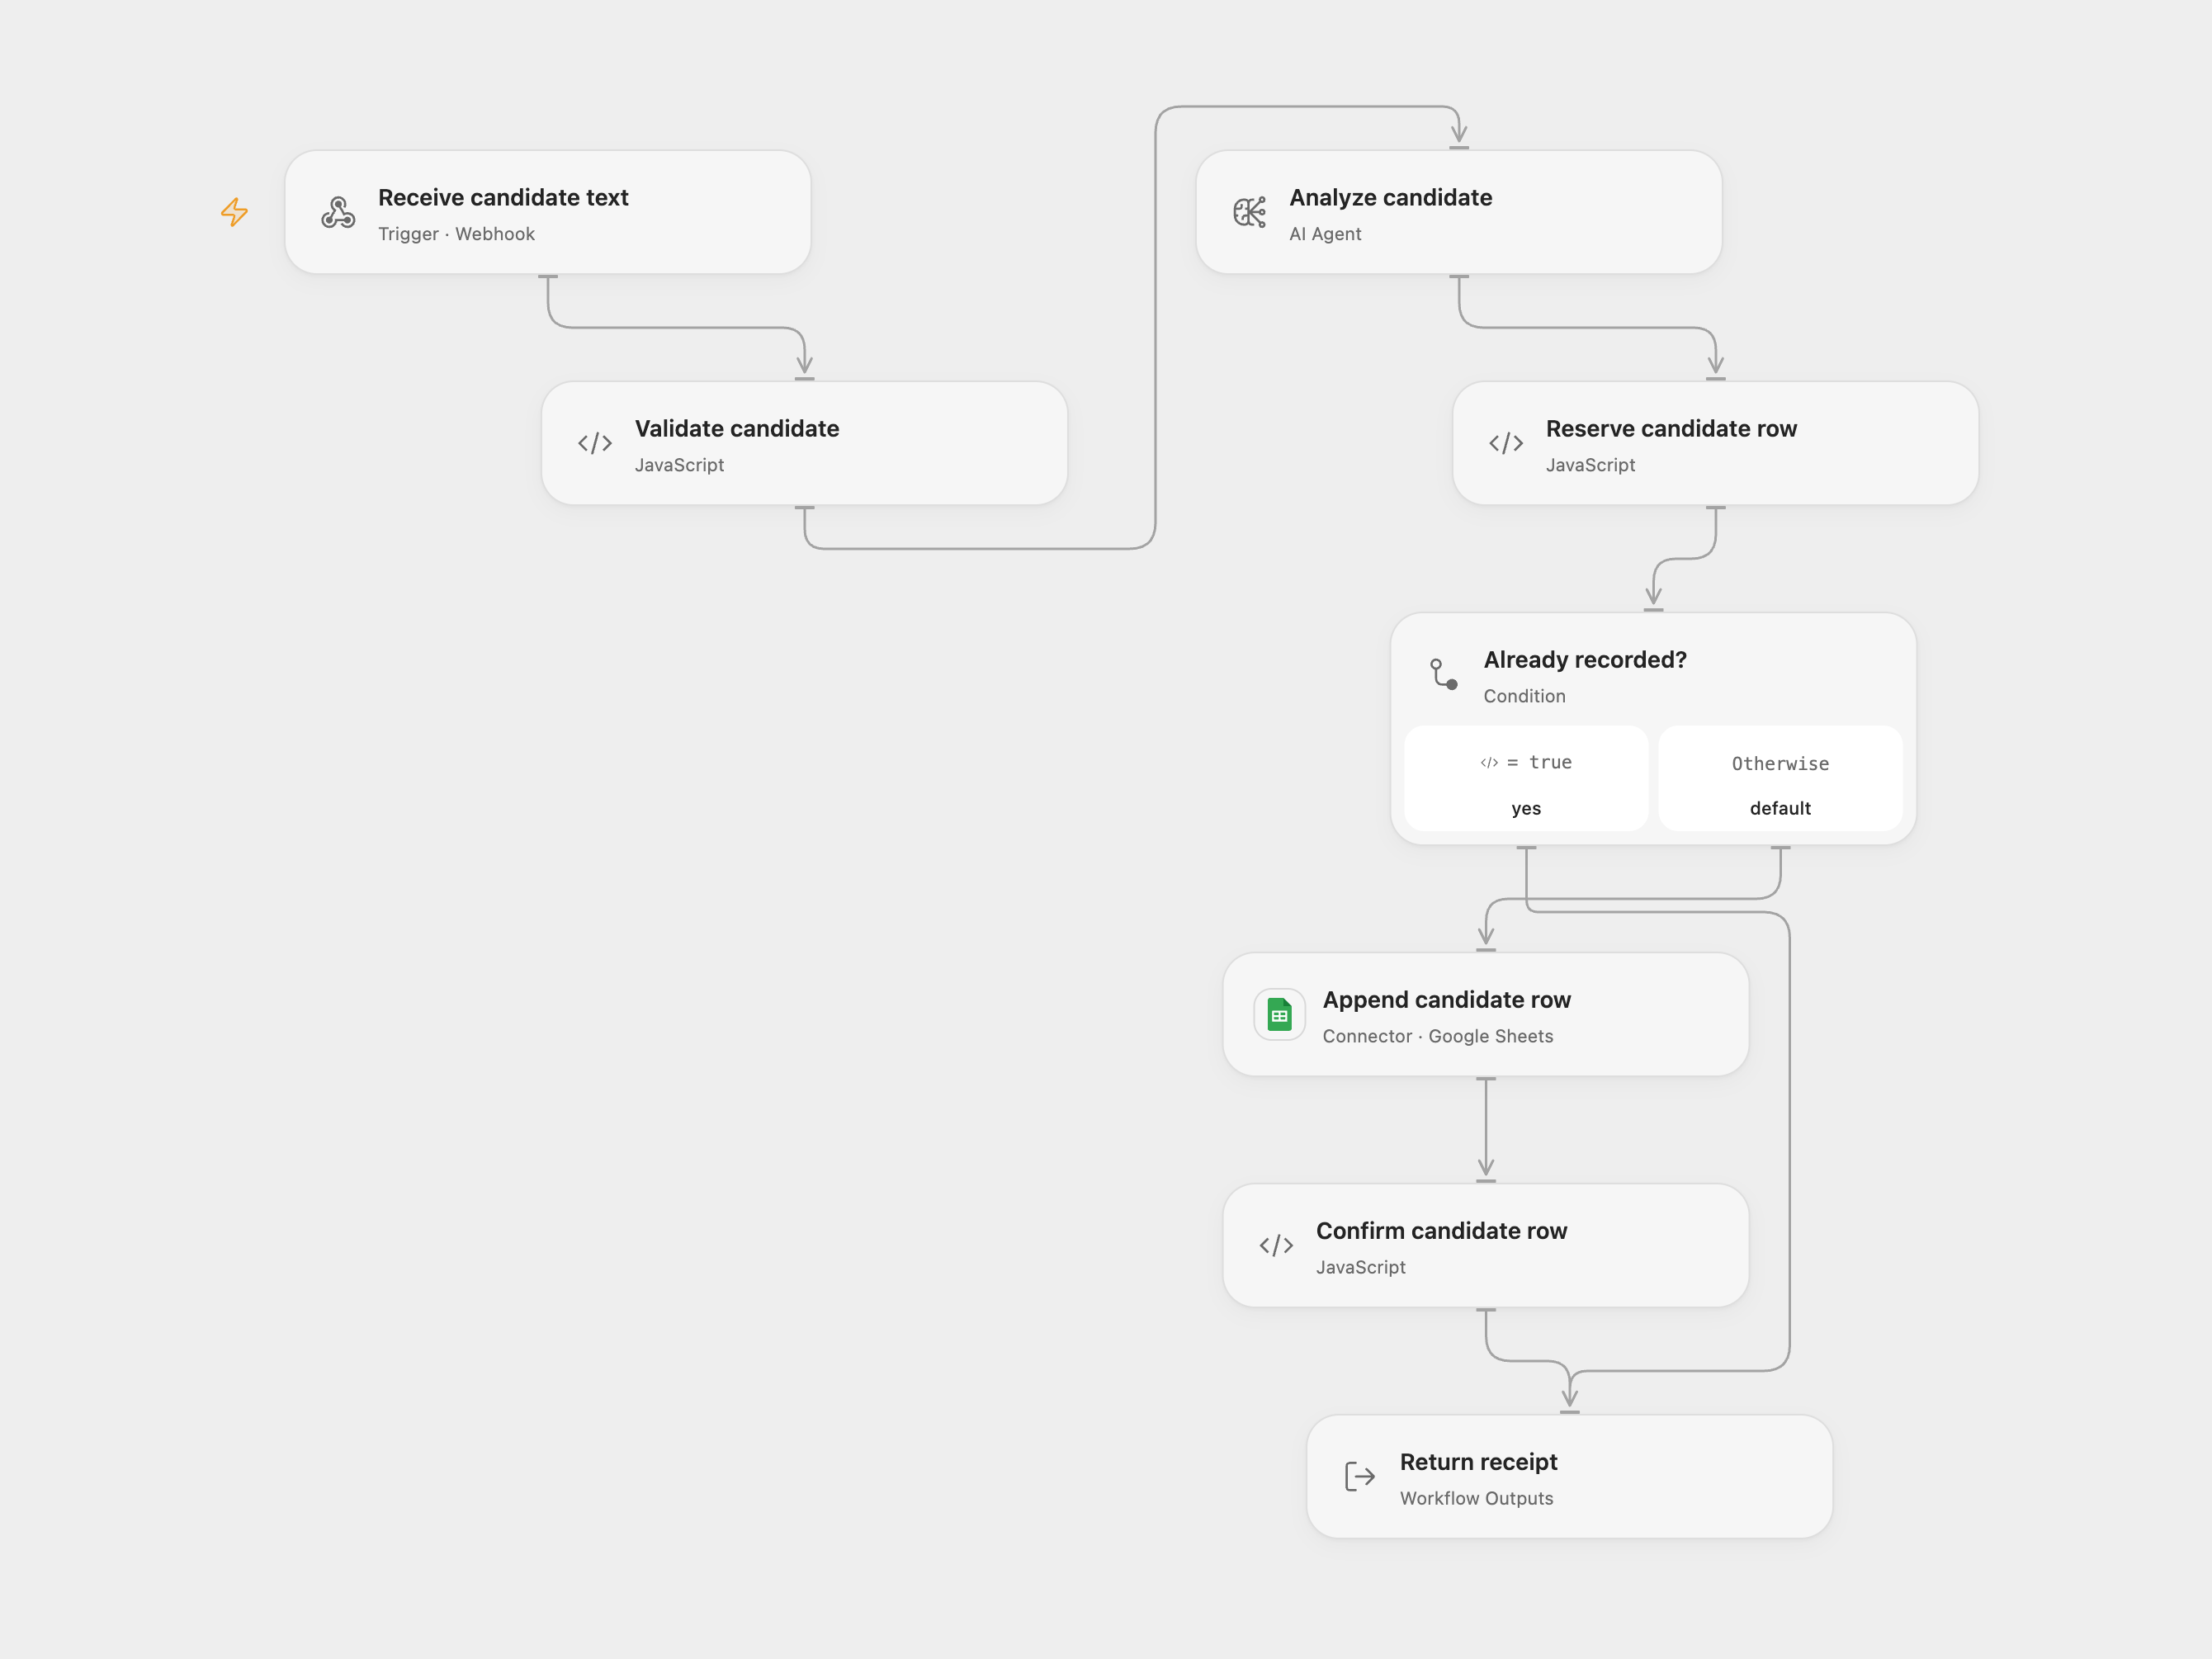 Receive candidate text
Trigger · Webhook
Validate candidate
JavaScript
Analyze candidate
AI Agent
Reserve candidate row
JavaScript
Already recorded?
Condition
</> = true
yes
Otherwise
default
Append candidate row
Connector · Google Sheets
Confirm candidate row
JavaScript
Return receipt
Workflow Outputs